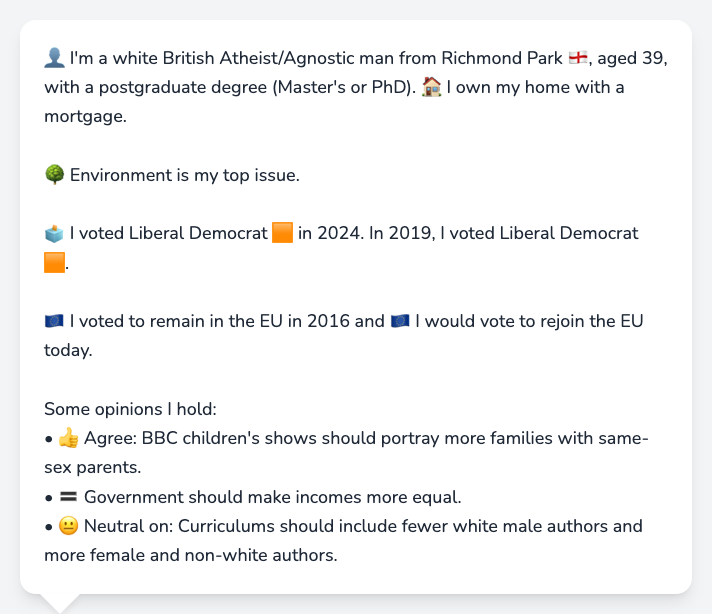 👤 I'm a white British Atheist/Agnostic man from Richmond Park 🏴󠁧󠁢󠁥󠁮󠁧󠁿, aged 39,
with a postgraduate degree (Master's or PhD). 🏠 I own my home with a
mortgage.
🌳 Environment is my top issue.
🗳️ I voted Liberal Democrat 🟧 in 2024. In 2019, I voted Liberal Democrat
🟧.
🇪🇺 I voted to remain in the EU in 2016 and 🇪🇺 I would vote to rejoin the EU
today.
Some opinions I hold:
• 👍 Agree: BBC children's shows should portray more families with same-
sex parents.
• 🟰 Government should make incomes more equal.
• 😐 Neutral on: Curriculums should include fewer white male authors and
more female and non-white authors.